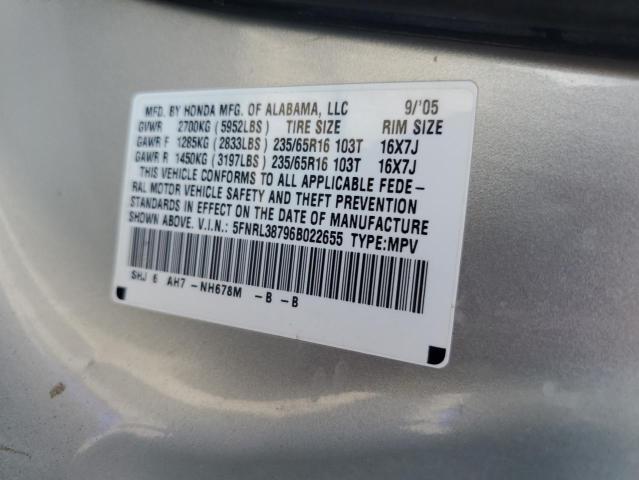 MFD. BY HONDA MFG. OF ALABAMA, LLC 9/'05
GVWR 2700KG (5952LBS) TIRE SIZE RIM SIZE
GAWR F 1285KG (2833LBS) 235/65R16 103T 16X7J
GAWR R 1450KG (3197LBS) 235/65R16 103T 16X7J
THIS VEHICLE CONFORMS TO ALL APPLICABLE FEDE-
RAL MOTOR VEHICLE SAFETY AND THEFT PREVENTION
STANDARDS IN EFFECT ON THE DATE OF MANUFACTURE
SHOWN ABOVE. V.I.N.: 5FNRL38796B022655 TYPE:MPV
SHJ 6 AH7 -NH678M -B -B